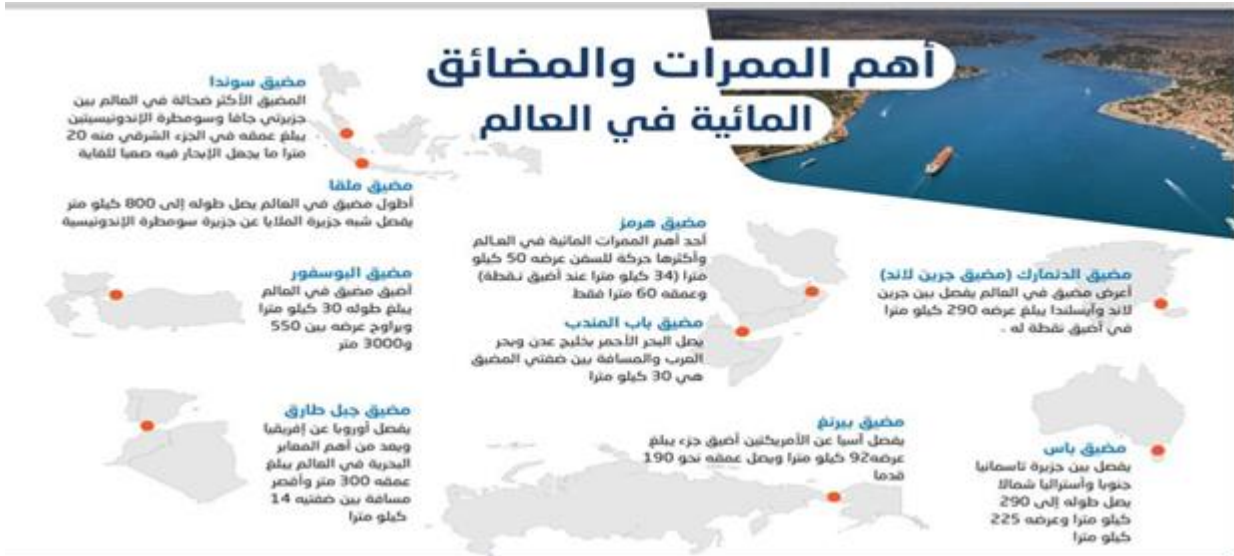 أهم الممرات والمضائق
المائية في العالم
مضيق سوندا
المضيق الأكثر ضحالة في العالم بين
جزيرتي جافا وسومطرة الإندونيسيتين
يبلغ عمقه في الجزء الشرقي منه 20
مترا ما يجعل الإبحار فيه صعبا للغاية
مضيق ملقا
أطول مضيق في العالم يصل طوله إلى 800 كيلو متر
يفصل شبه جزيرة الملايا عن جزيرة سومطرة الإندونيسية
مضيق هرمز
أحد أهم الممرات المائية في العالم
وأكثرها حركة للسفن عرضه 50 كيلو
مترا (34 كيلو مترا عند أضيق نقطة)
وعمقه 60 مترا فقط
مضيق الدنمارك (مضيق جرين لاند)
أعرض مضيق في العالم يفصل بين جرين
لاند وآيسلندا يبلغ عرضه 290 كيلو مترا
في أضيق نقطة له .
مضيق البوسفور
أضيق مضيق في العالم
يبلغ طوله 30 كيلو مترا
ويراوح عرضه بين 550
و3000 متر
مضيق باب المندب
يصل البحر الأحمر بخليج عدن وبحر
العرب والمسافة بين ضفتي المضيق
هي 30 كيلو مترا
مضيق جبل طارق
يفصل أوروبا عن إفريقيا
ويعد من أهم المعابر
البحرية في العالم يبلغ
عمقه 300 متر وأقصر
مسافة بين ضفتيه 14
كيلو مترا
مضيق بيرنغ
يفصل آسيا عن الأمريكتين أضيق جزء يبلغ
عرضه92 كيلو مترا ويصل عمقه نحو 190
قدما
مضيق باس
يفصل بين جزيرة تاسمانيا
جنوبا وأستراليا شمالا
يصل طوله إلى 290
كيلو مترا وعرضه 225
كيلو مترا